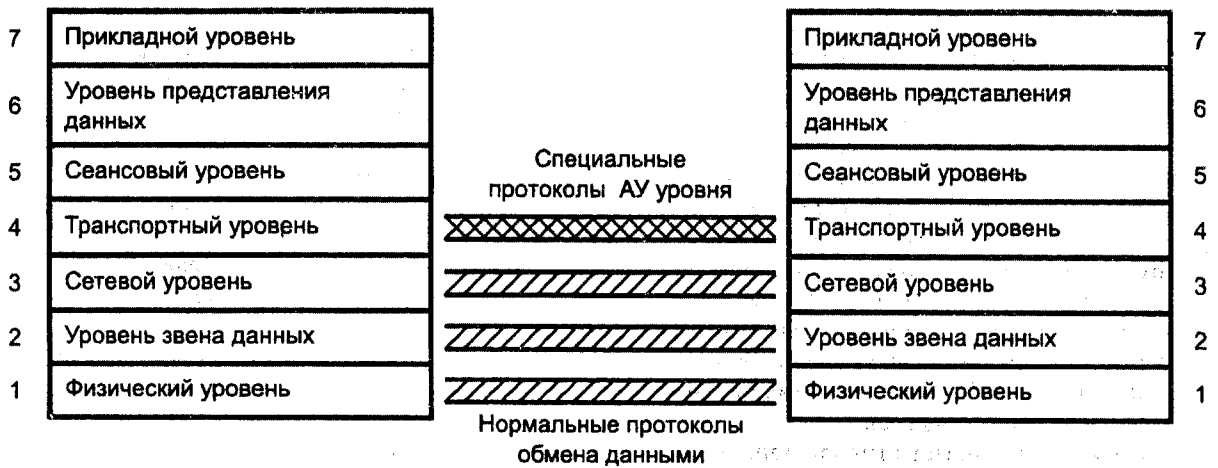 7 Прикладной уровень
6 Уровень представления
данных
5 Сеансовый уровень
4 Транспортный уровень
3 Сетевой уровень
2 Уровень звена данных
1 Физический уровень
Специальные
протоколы АУ уровня
Нормальные протоколы
обмена данными
Прикладной уровень 7
Уровень представления
данных 6
Сеансовый уровень 5
Транспортный уровень 4
Сетевой уровень 3
Уровень звена данных 2
Физический уровень 1